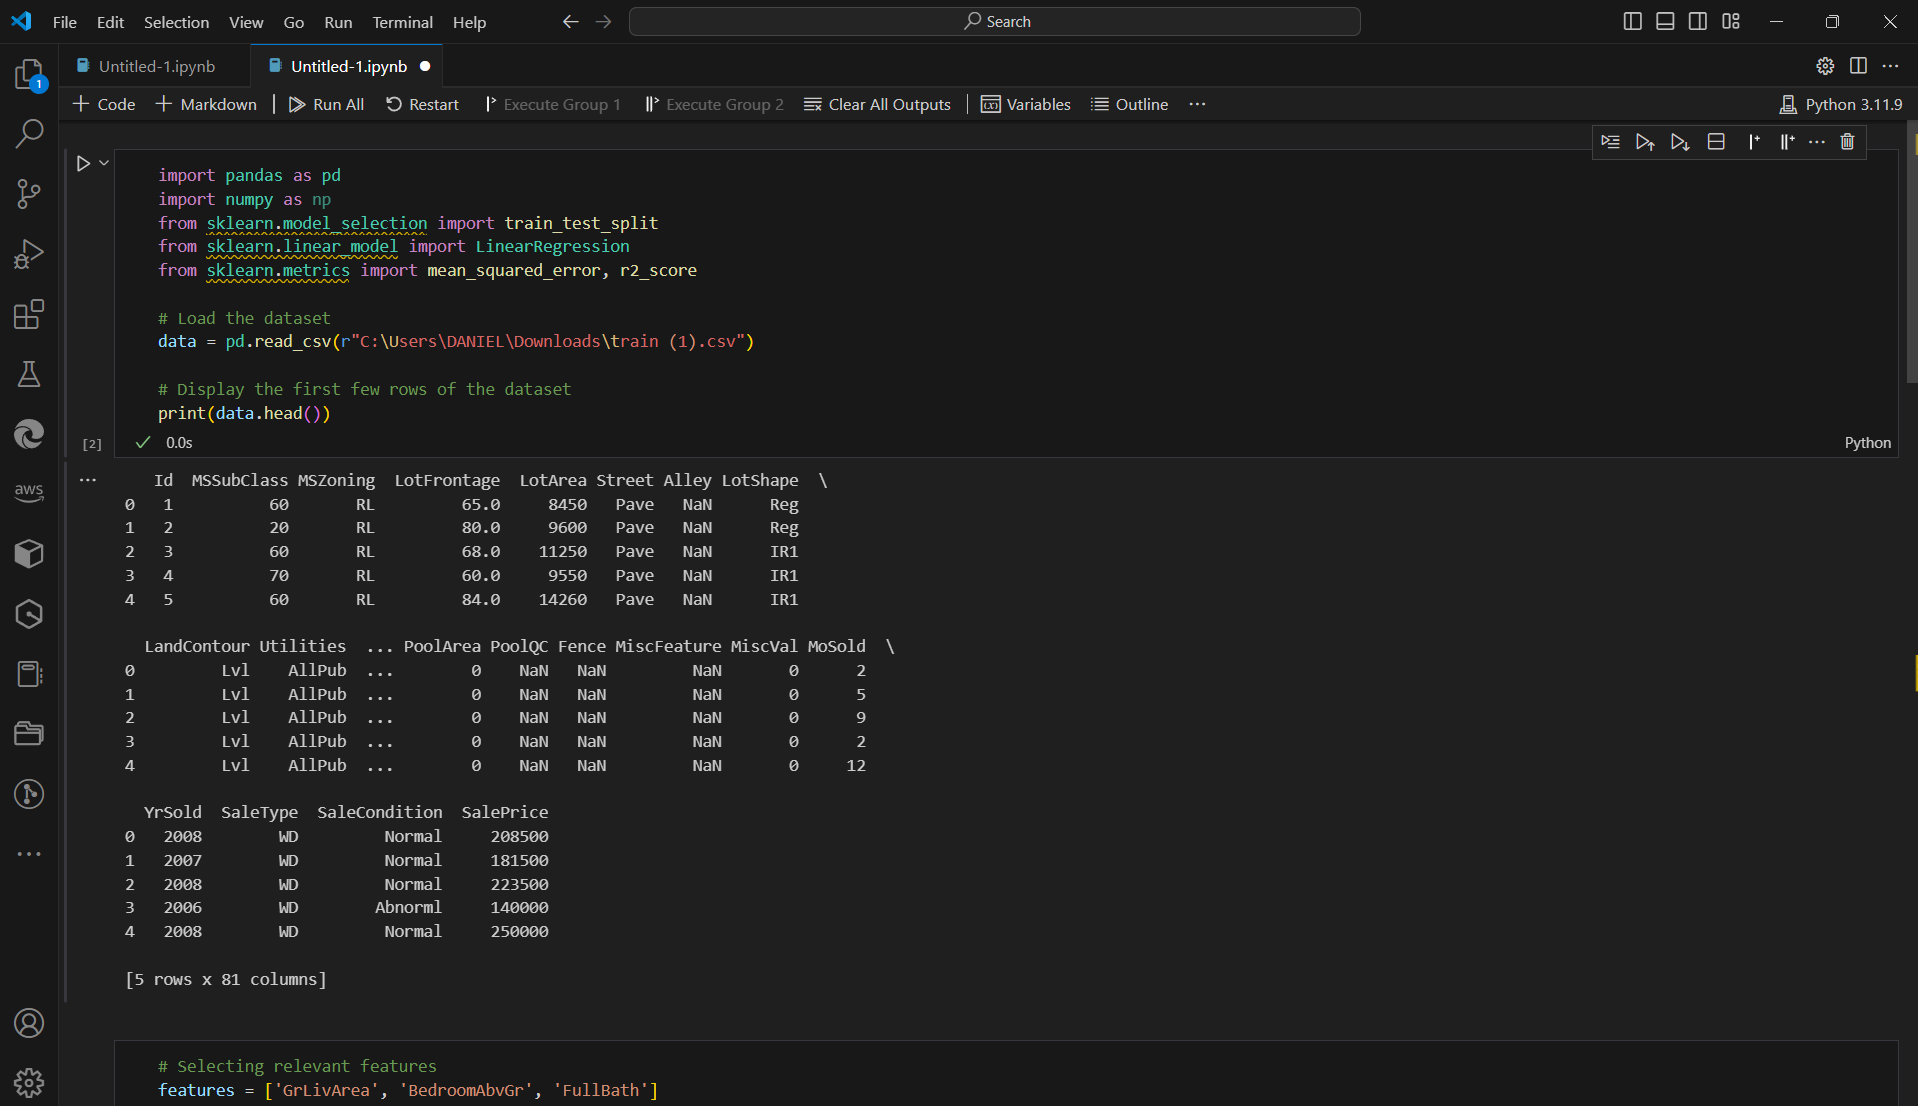 File Edit Selection View Go Run Terminal Help Search
1 Untitled-1.ipynb Untitled-1.ipynb
Code Markdown Run All Restart Execute Group 1 Execute Group 2 Clear All Outputs Variables Outline ... Python 3.11.9
import pandas as pd
import numpy as np
from sklearn.model_selection import train_test_split
from sklearn.linear_model import LinearRegression
from sklearn.metrics import mean_squared_error, r2_score
# Load the dataset
data = pd.read_csv(r"C:\Users\DANIEL\Downloads\train (1).csv")
# Display the first few rows of the dataset
print(data.head())
[2] 0.0s Python
Id MSSubClass MSZoning LotFrontage LotArea Street Alley LotShape \
0 1 60 RL 65.0 8450 Pave NaN Reg
1 2 20 RL 80.0 9600 Pave NaN Reg
2 3 60 RL 68.0 11250 Pave NaN IR1
3 4 70 RL 60.0 9550 Pave NaN IR1
4 5 60 RL 84.0 14260 Pave NaN IR1
LandContour Utilities ... PoolArea PoolQC Fence MiscFeature MiscVal MoSold \
0 Lvl AllPub ... 0 NaN NaN NaN 0 2
1 Lvl AllPub ... 0 NaN NaN NaN 0 5
2 Lvl AllPub ... 0 NaN NaN NaN 0 9
3 Lvl AllPub ... 0 NaN NaN NaN 0 2
4 Lvl AllPub ... 0 NaN NaN NaN 0 12
YrSold SaleType SaleCondition SalePrice
0 2008 WD Normal 208500
1 2007 WD Normal 181500
2 2008 WD Normal 223500
3 2006 WD Abnorml 140000
4 2008 WD Normal 250000
[5 rows x 81 columns]
# Selecting relevant features
features = ['GrLivArea', 'BedroomAbvGr', 'FullBath']
aws